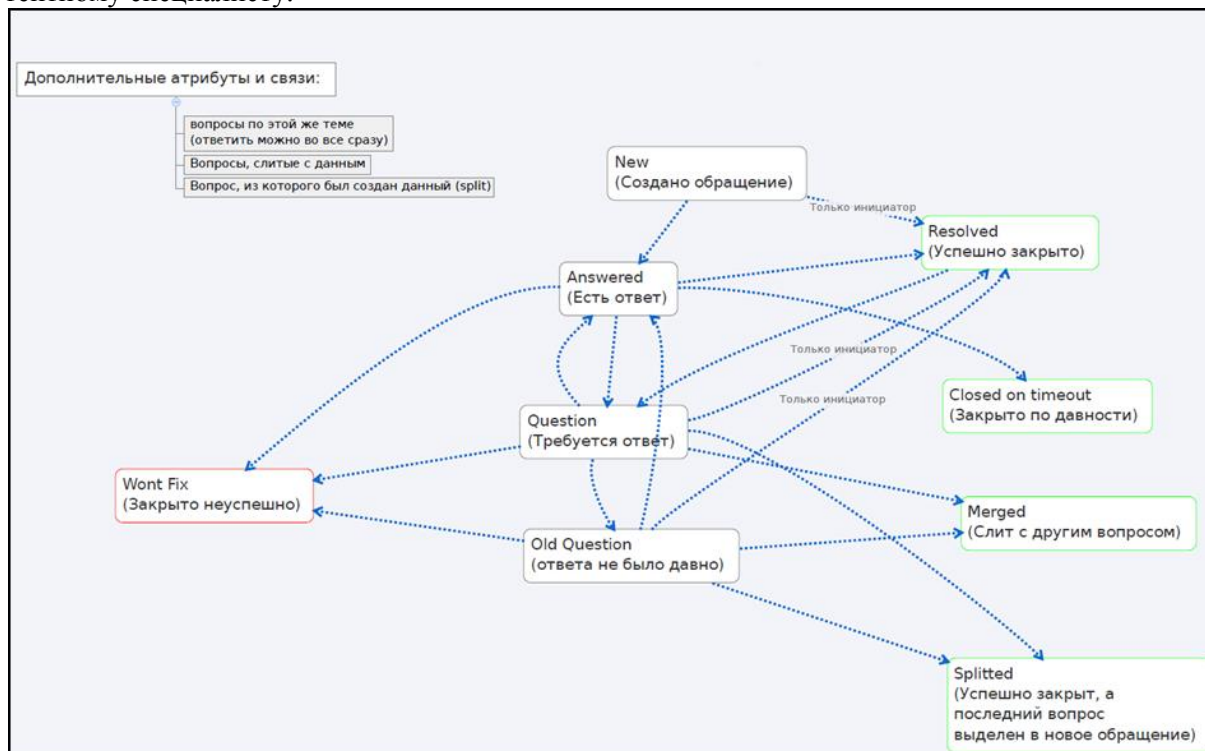 тентному специалисту.
Дополнительные атрибуты и связи:
вопросы по этой же теме
(ответить можно во все сразу)
Вопросы, слитые с данным
Вопрос, из которого был создан данный (split)
New
(Создано обращение)
Только инициатор
Resolved
(Успешно закрыто)
Answered
(Есть ответ)
Только инициатор
Closed on timeout
(Закрыто по давности)
Только инициатор
Question
(Требуется ответ)
Wont Fix
(Закрыто неуспешно)
Merged
(Слит с другим вопросом)
Old Question
(ответа не было давно)
Splitted
(Успешно закрыт, а
последний вопрос
выделен в новое обращение)